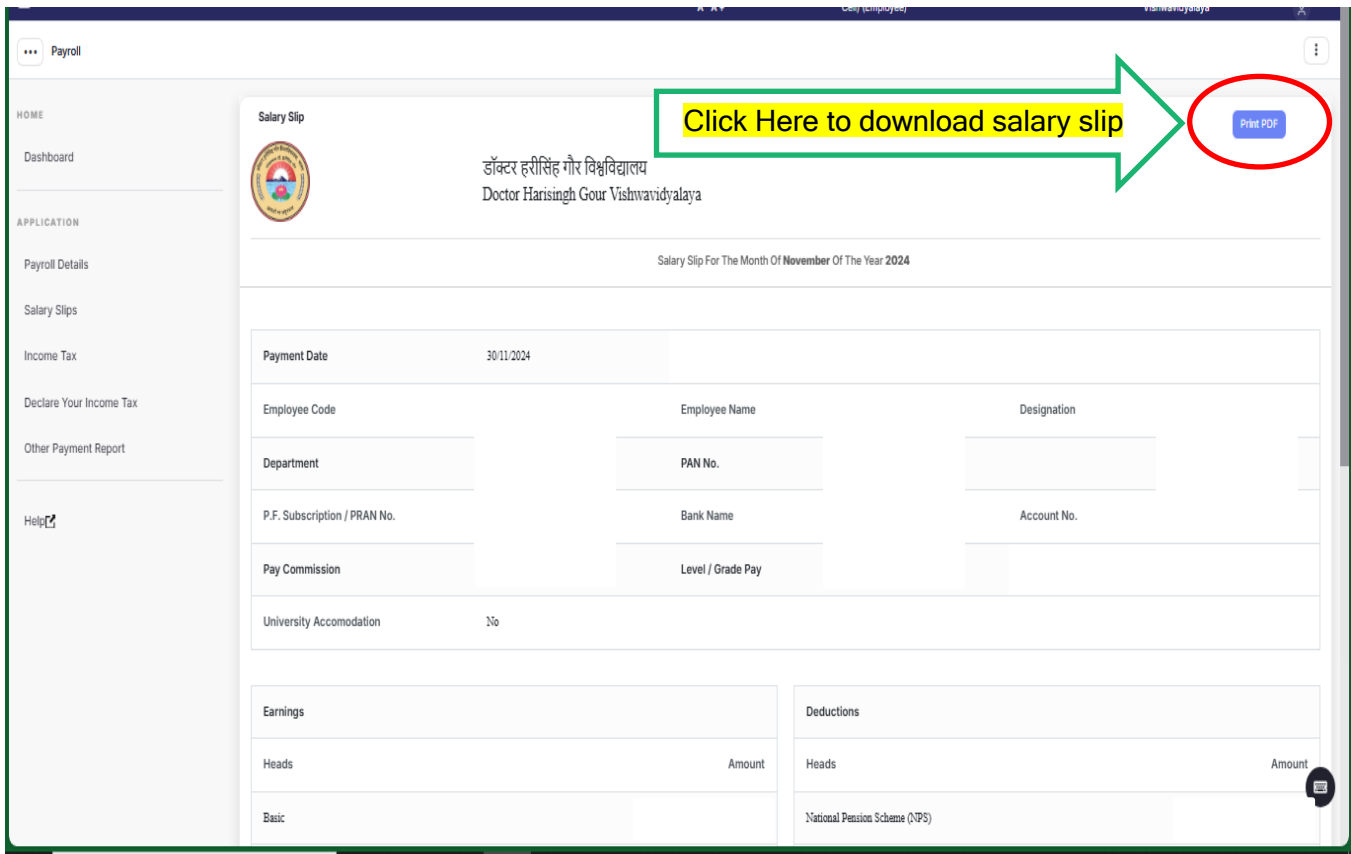 A A+ Cell) (Employee) Vishwavidyalaya
Payroll
HOME
Dashboard
APPLICATION
Payroll Details
Salary Slips
Income Tax
Declare Your Income Tax
Other Payment Report
Help
Salary Slip
Click Here to download salary slip
Print PDF
डॉक्टर हरीसिंह गौर विश्वविद्यालय
Doctor Harisingh Gour Vishwavidyalaya
Salary Slip For The Month Of November Of The Year 2024
Payment Date 30/11/2024
Employee Code Employee Name Designation
Department PAN No.
P.F. Subscription / PRAN No. Bank Name Account No.
Pay Commission Level / Grade Pay
University Accomodation No
Earnings Deductions
Heads Amount Heads Amount
Basic National Pension Scheme (NPS)